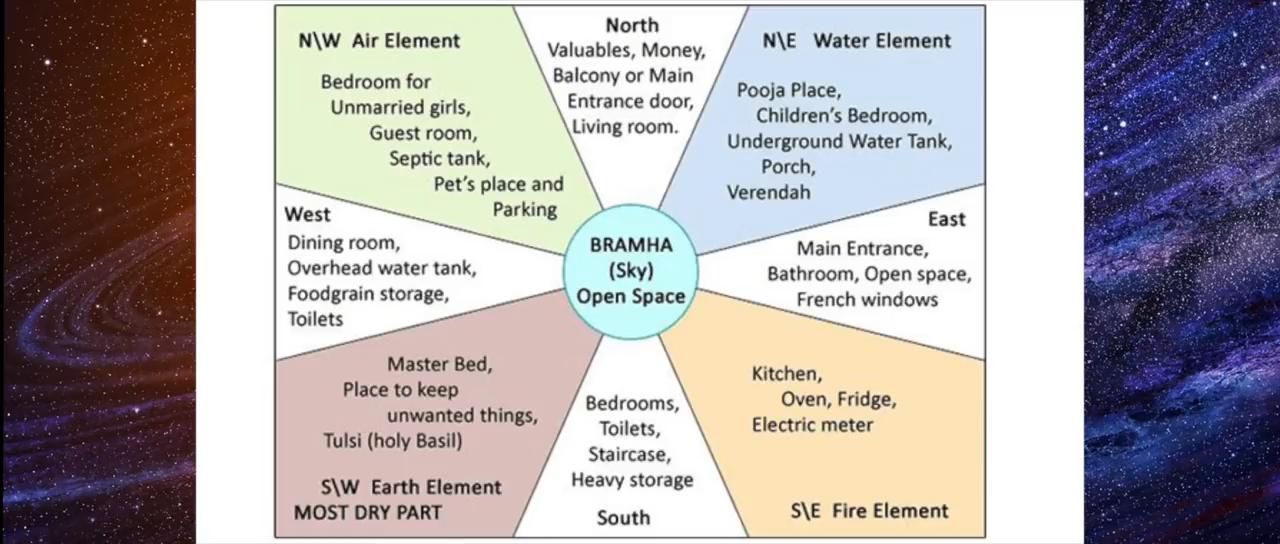 N\W  Air Element
Bedroom for
Unmarried girls,
Guest room,
Septic tank,
Pet's place and
Parking
North
Valuables, Money,
Balcony or Main
Entrance door,
Living room.
N\E  Water Element
Pooja Place,
Children's Bedroom,
Underground Water Tank,
Porch,
Verendah
West
Dining room,
Overhead water tank,
Foodgrain storage,
Toilets
BRAMHA
(Sky)
Open Space
East
Main Entrance,
Bathroom, Open space,
French windows
Master Bed,
Place to keep
unwanted things,
Tulsi (holy Basil)
S\W  Earth Element
MOST DRY PART
Bedrooms,
Toilets,
Staircase,
Heavy storage
South
Kitchen,
Oven, Fridge,
Electric meter
S\E  Fire Element